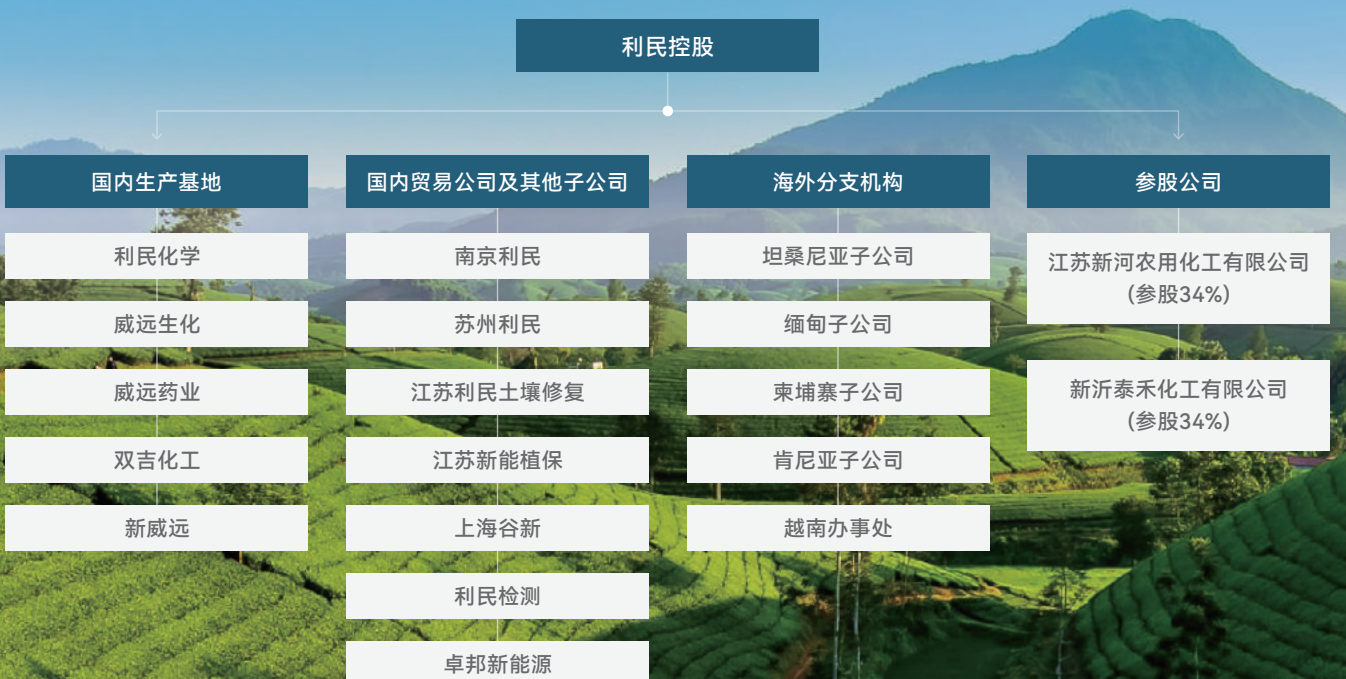 利民控股
国内生产基地
利民化学
威远生化
威远药业
双吉化工
新威远
国内贸易公司及其他子公司
南京利民
苏州利民
江苏利民土壤修复
江苏新能植保
上海谷新
利民检测
卓邦新能源
海外分支机构
坦桑尼亚子公司
缅甸子公司
柬埔寨子公司
肯尼亚子公司
越南办事处
参股公司
江苏新河农用化工有限公司
(参股34%)
新沂泰禾化工有限公司
(参股34%)